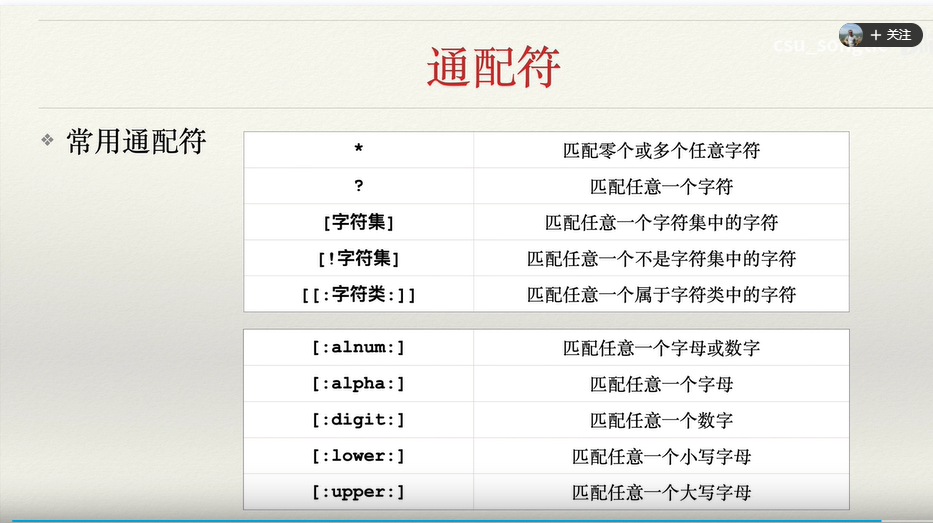 + 关注
通配符
常用通配符
* 匹配零个或多个任意字符
? 匹配任意一个字符
[字符集] 匹配任意一个字符集中的字符
[!字符集] 匹配任意一个不是字符集中的字符
[[:字符类:]] 匹配任意一个属于字符类中的字符
[:alnum:] 匹配任意一个字母或数字
[:alpha:] 匹配任意一个字母
[:digit:] 匹配任意一个数字
[:lower:] 匹配任意一个小写字母
[:upper:] 匹配任意一个大写字母